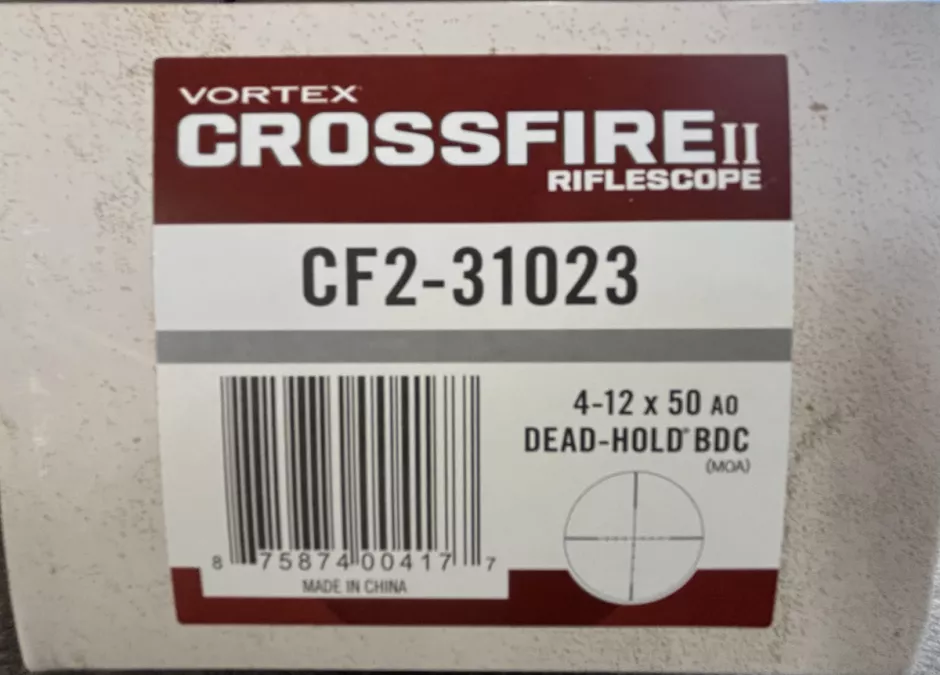 VORTEX
CROSSFIRE II
RIFLESCOPE
CF2-31023
4-12 x 50 AO
DEAD-HOLD® BDC
(MOA)
8 75874 00417 7
MADE IN CHINA